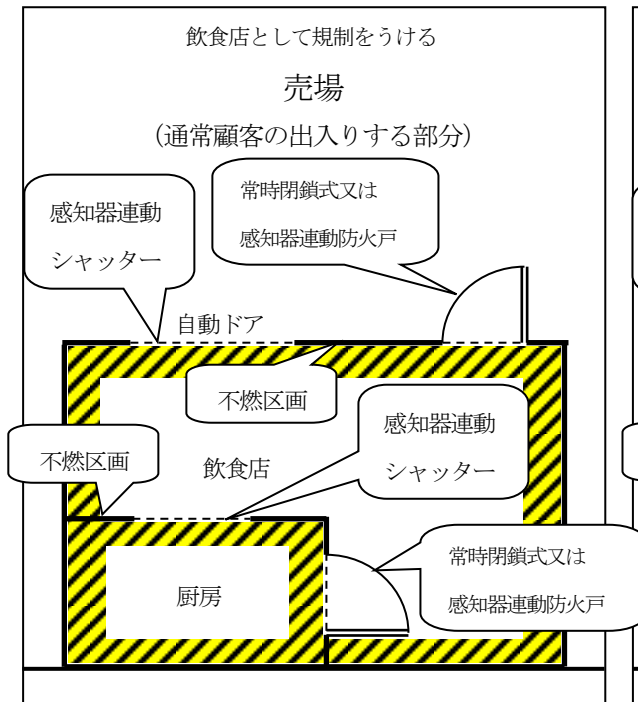 飲食店として規制をうける
売場
(通常顧客の出入りする部分)
感知器連動
シャッター
常時閉鎖式又は
感知器連動防火戸
自動ドア
不燃区画
不燃区画
飲食店
感知器連動
シャッター
厨房
常時閉鎖式又は
感知器連動防火戸